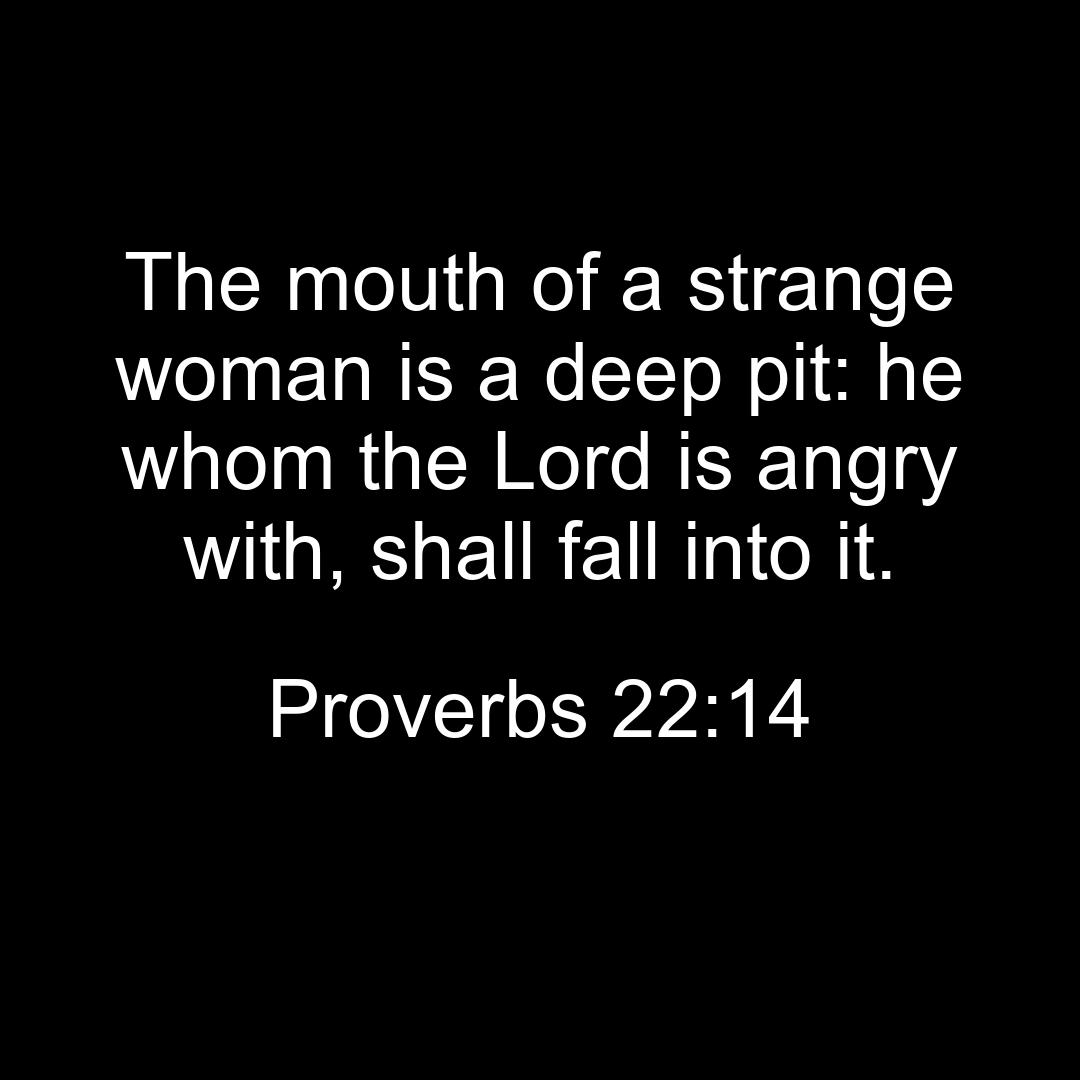 The mouth of a strange
woman is a deep pit: he
whom the Lord is angry
with, shall fall into it.
Proverbs 22:14